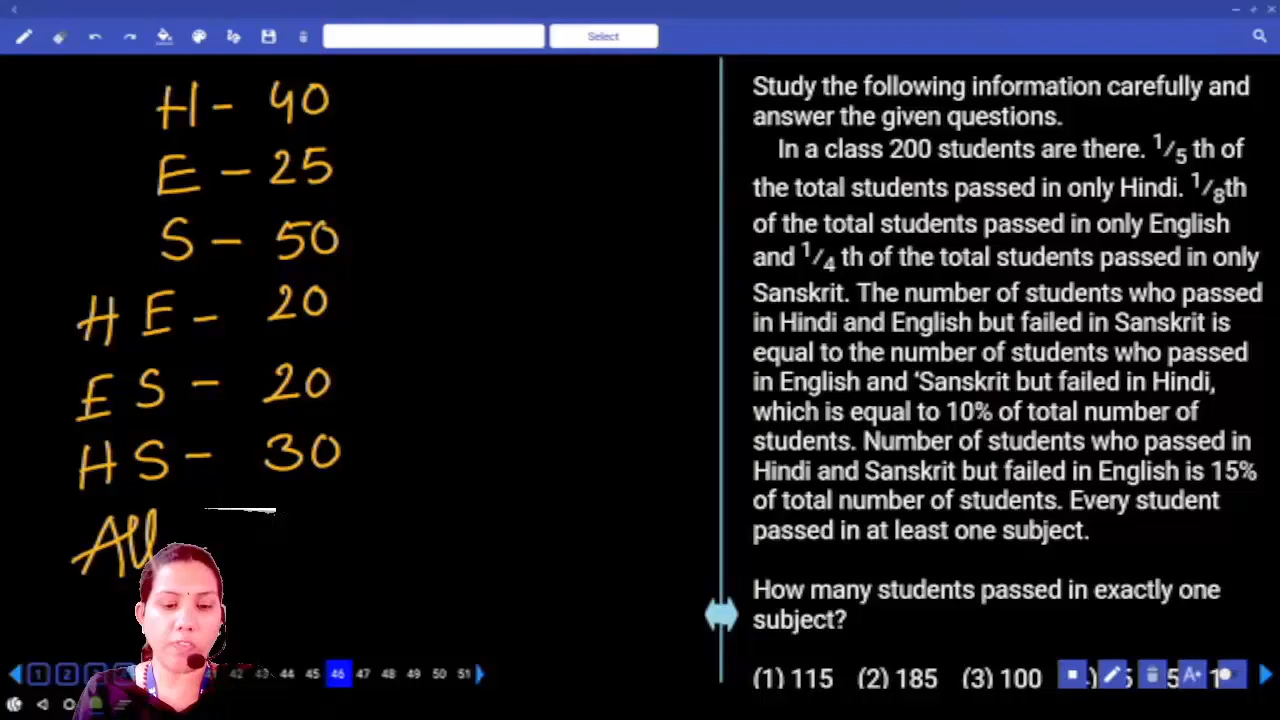 Select
H - 40
E - 25
S - 50
HE - 20
ES - 20
HS - 30
All
Study the following information carefully and
answer the given questions.
In a class 200 students are there. 1/5 th of
the total students passed in only Hindi. 1/8th
of the total students passed in only English
and 1/4 th of the total students passed in only
Sanskrit. The number of students who passed
in Hindi and English but failed in Sanskrit is
equal to the number of students who passed
in English and ‘Sanskrit but failed in Hindi,
which is equal to 10% of total number of
students. Number of students who passed in
Hindi and Sanskrit but failed in English is 15%
of total number of students. Every student
passed in at least one subject.
How many students passed in exactly one
subject?
(1) 115 (2) 185 (3) 100
1 2 42 43 44 45 46 47 48 49 50 51